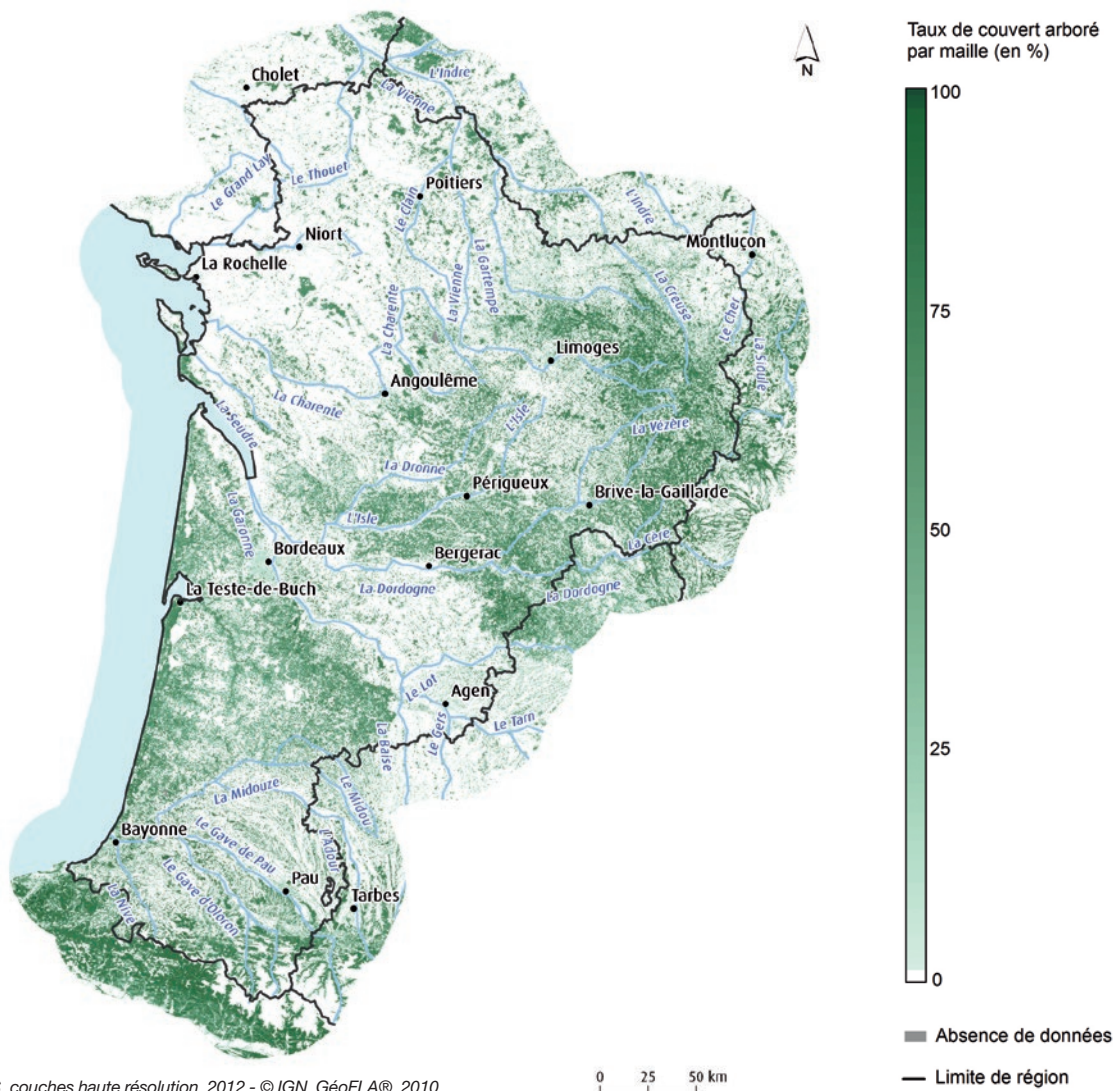 Taux de couvert arboré
par maille (en %)
100
75
50
25
0
Absence de données
Limite de région
N
Cholet
L'Indre
La Vienne
Le Grand Lay
Le Thouet
Poitiers
Le Clain
L'Indre
Niort
Montluçon
La Rochelle
La Vienne
La Gartempe
La Creuse
Le Cher
La Charente
La Sioule
Limoges
Angoulême
La Charente
La Seudre
L'Isle
La Vézère
La Dronne
Périgueux
Brive-la-Gaillarde
L'Isle
La Garonne
La Cère
Bordeaux
Bergerac
La Dordogne
La Dordogne
La Teste-de-Buch
Le Lot
Agen
Le Gers
Le Tarn
La Baïse
La Midouze
Le Midou
Bayonne
Le Gave de Pau
L'Adour
Le Gave d'Oloron
Pau
Tarbes
La Nive
couches haute résolution, 2012 - © IGN, GéoFLA®, 2010
0 25 50 km